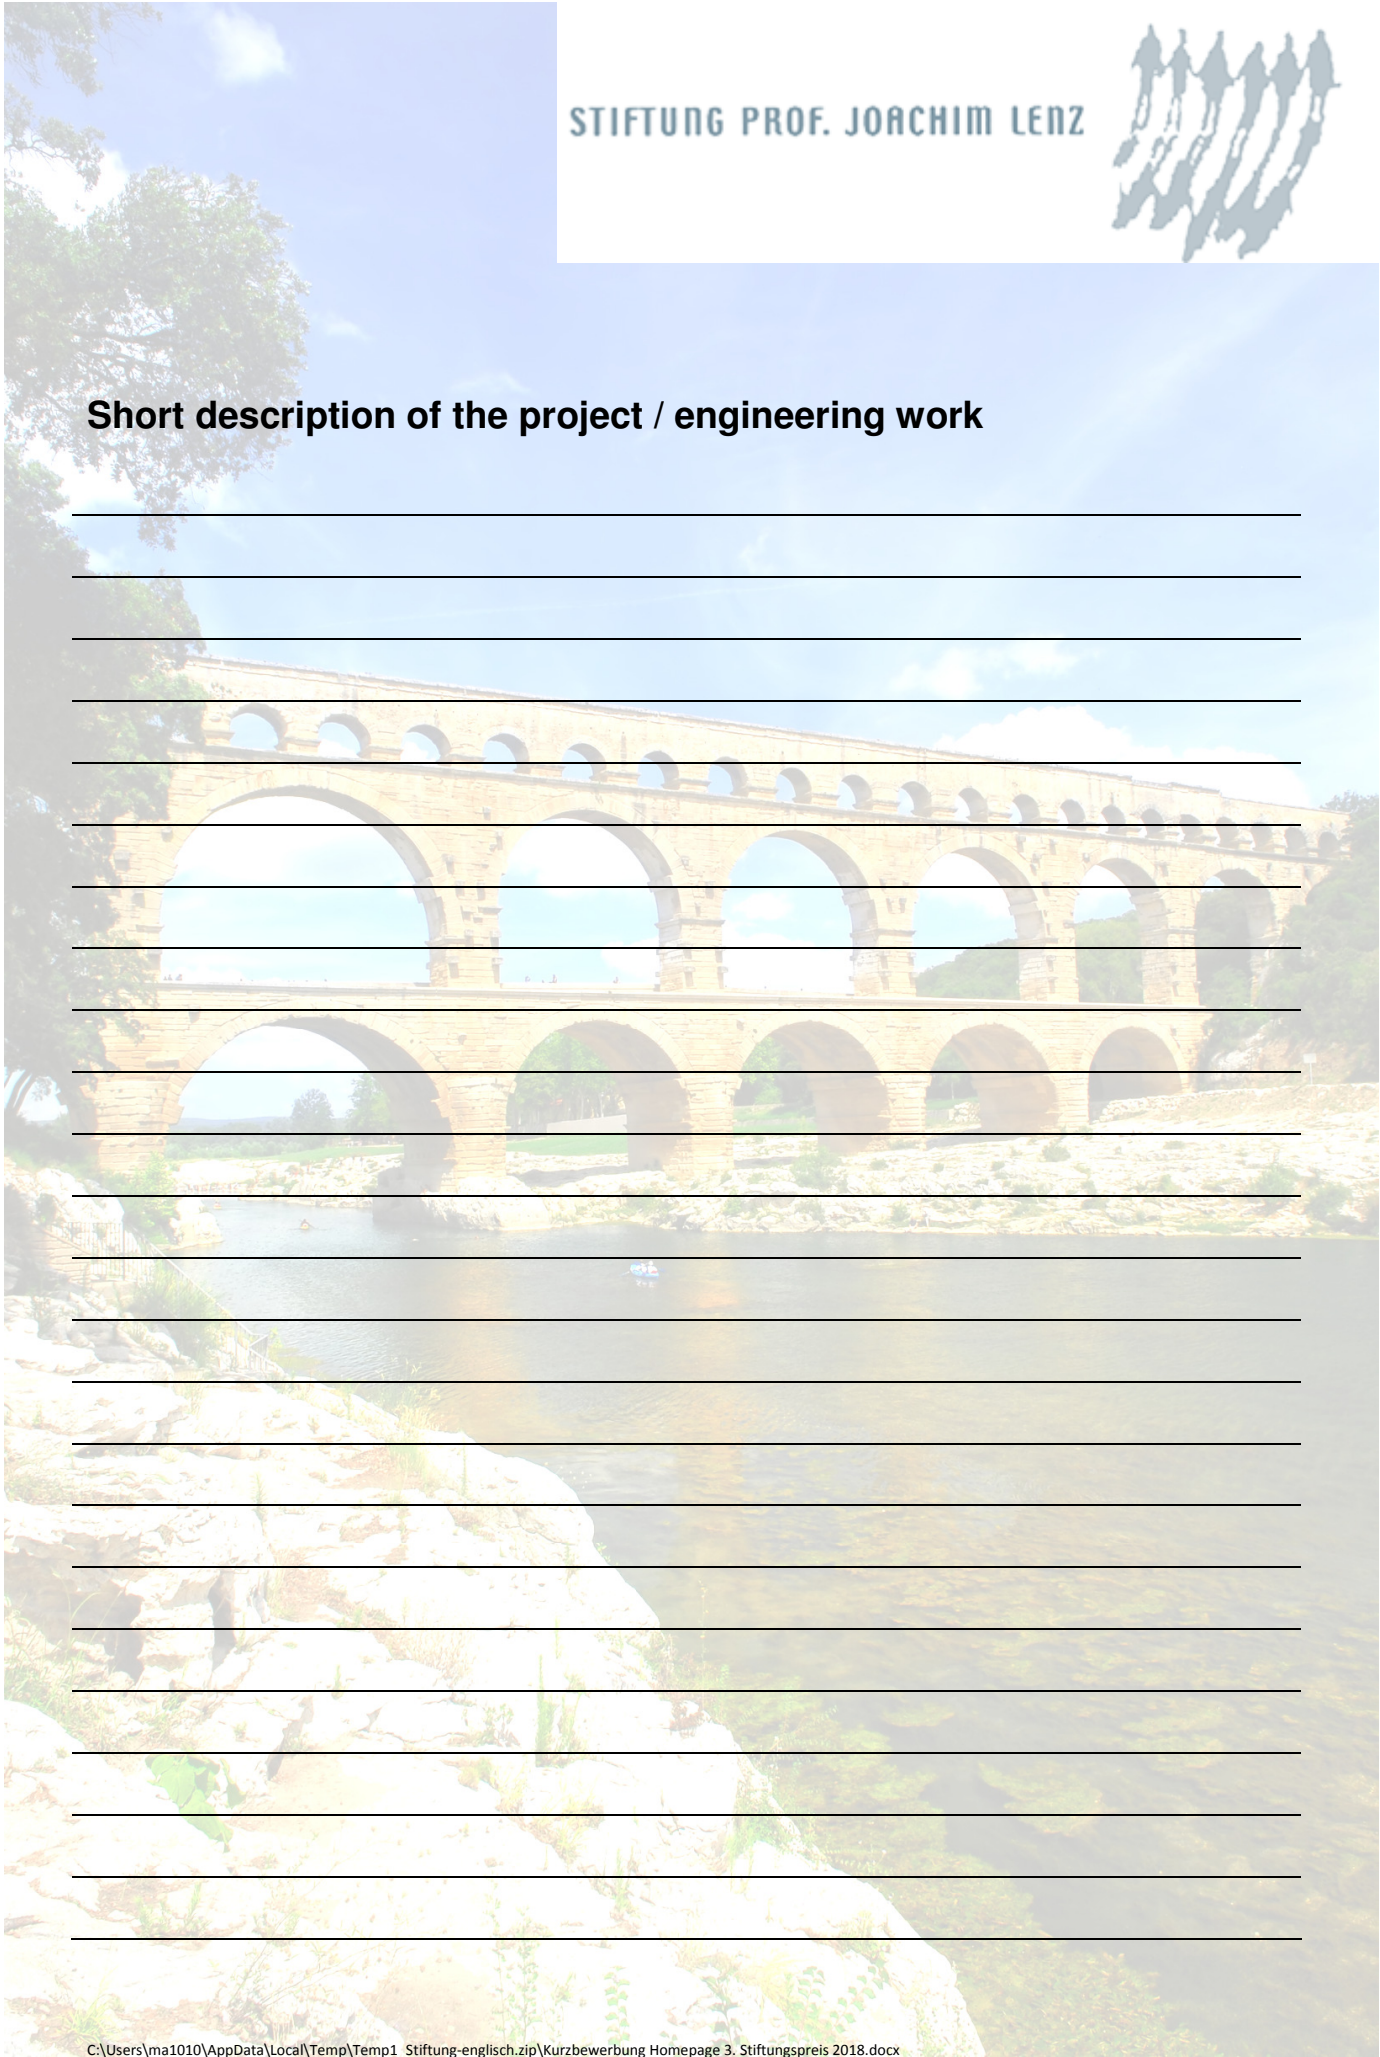 STIFTUNG PROF. JOACHIM LENZ
Short description of the project / engineering work
C:\Users\ma1010\AppData\Local\Temp\Temp1_Stiftung-englisch.zip\Kurzbewerbung Homepage 3. Stiftungspreis 2018.docx